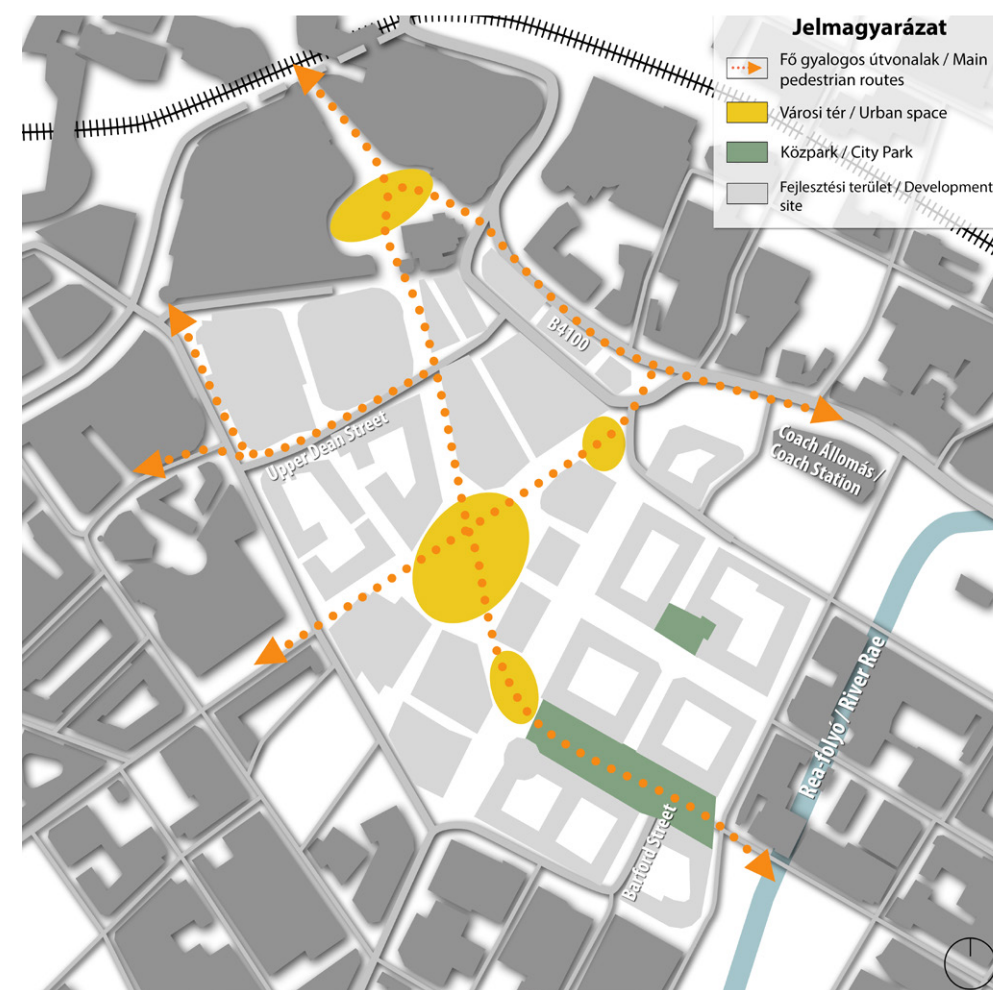 Jelmagyarázat
Fő gyalogos útvonalak / Main
pedestrian routes
Városi tér / Urban space
Közpark / City Park
Fejlesztési terület / Development
site
B4100
Upper Dean Street
Coach Állomás /
Coach Station
Rea-folyó / River Rae
Barford Street